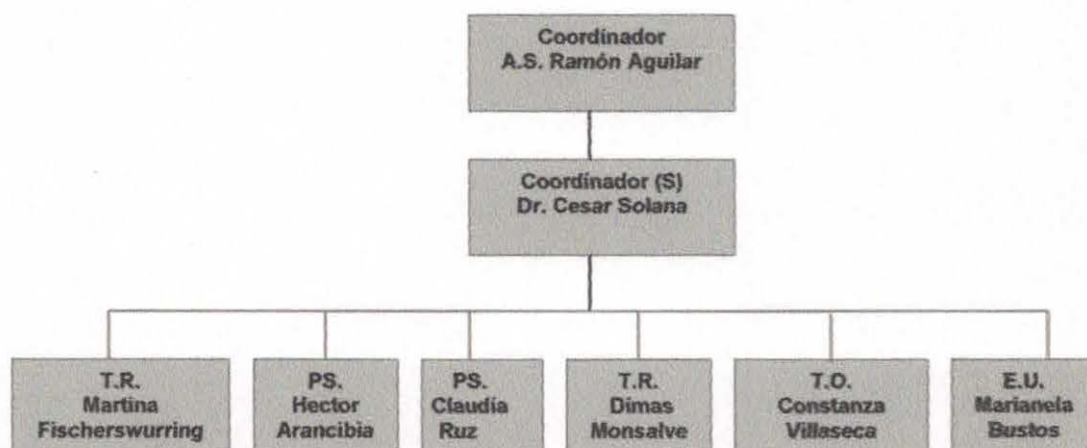 Coordinador
A.S. Ramón Aguilar
Coordinador (S)
Dr. Cesar Solana
T.R.
Martina
Fischerswurring
PS.
Hector
Arancibia
PS.
Claudia
Ruz
T.R.
Dimas
Monsalve
T.O.
Constanza
Villaseca
E.U.
Marianela
Bustos